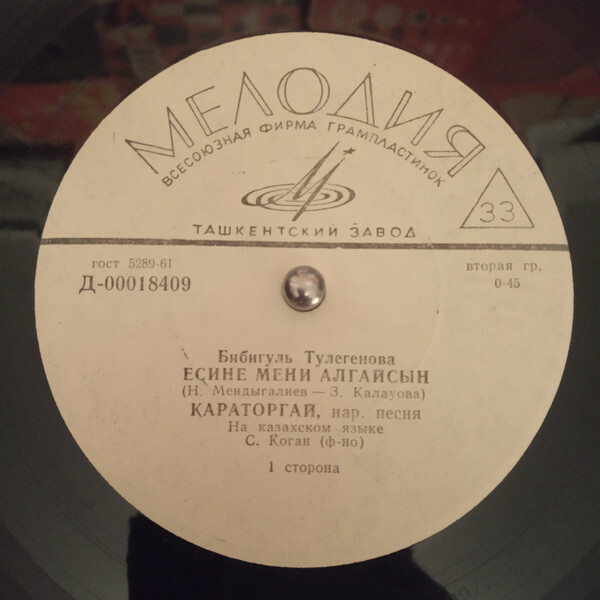 МЕЛОДИЯ
ВСЕСОЮЗНАЯ ФИРМА ГРАМПЛАСТИНОК
33
ТАШКЕНТСКИЙ ЗАВОД
гост 5289-61
Д-00018409
вторая гр.
0-45
Бибигуль Тулегенова
ЕСИНЕ МЕНИ АЛГАЙСЫН
(Н. Мендыгалиев — З. Калауова)
КАРАТОРГАЙ, нар. песня
На казахском языке
С. Коган (ф-но)
1 сторона